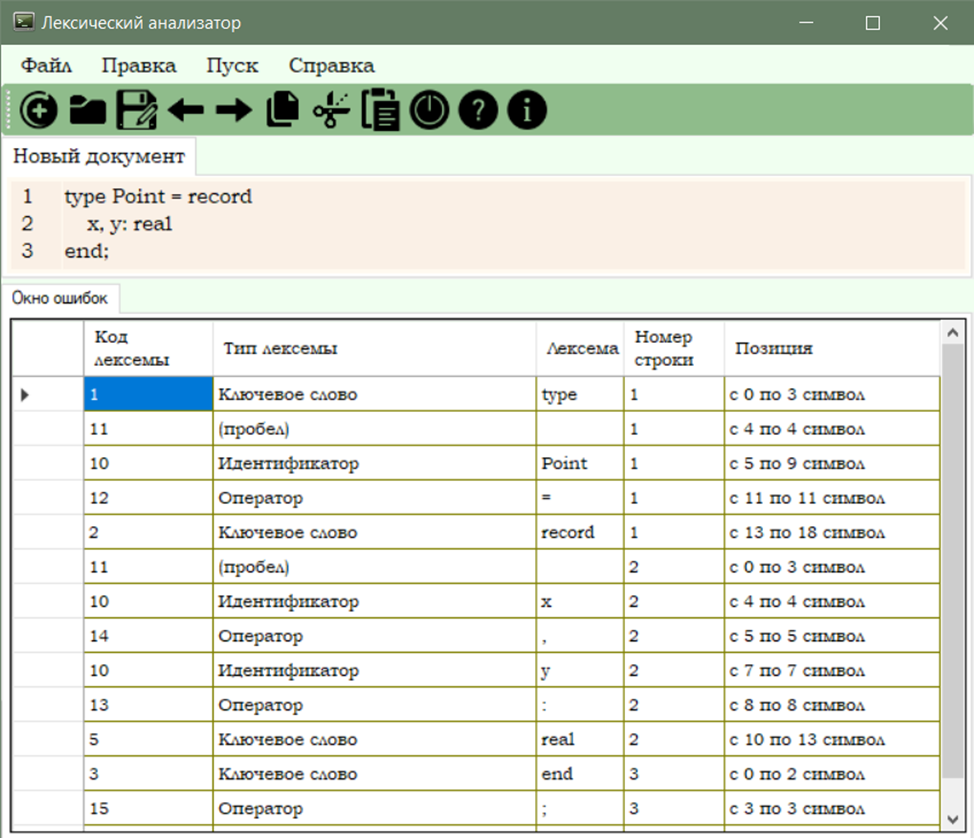 Лексический анализатор
Файл Правка Пуск Справка
Новый документ
1 type Point = record
2 x, y: real
3 end;
Окно ошибок
Код лексемы Тип лексемы Лексема Номер строки Позиция
1 Ключевое слово type 1 с 0 по 3 символ
11 (пробел) 1 с 4 по 4 символ
10 Идентификатор Point 1 с 5 по 9 символ
12 Оператор = 1 с 11 по 11 символ
2 Ключевое слово record 1 с 13 по 18 символ
11 (пробел) 2 с 0 по 3 символ
10 Идентификатор x 2 с 4 по 4 символ
14 Оператор , 2 с 5 по 5 символ
10 Идентификатор y 2 с 7 по 7 символ
13 Оператор : 2 с 8 по 8 символ
5 Ключевое слово real 2 с 10 по 13 символ
3 Ключевое слово end 3 с 0 по 2 символ
15 Оператор ; 3 с 3 по 3 символ